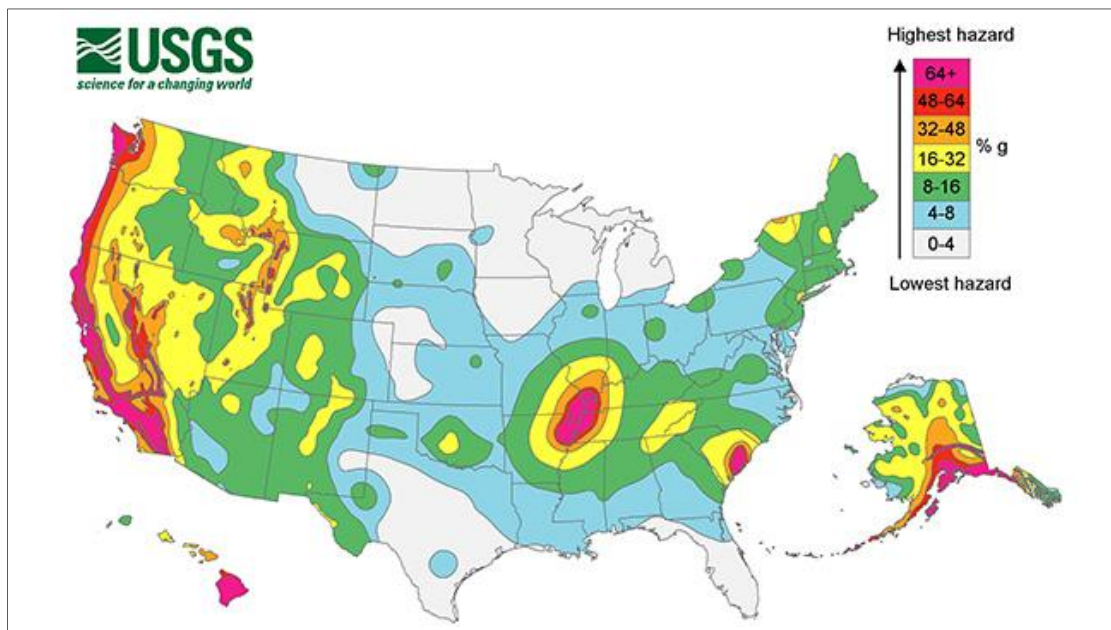 USGS
science for a changing world
Highest hazard
64+
48-64
32-48
16-32
8-16
4-8
0-4
% g
Lowest hazard